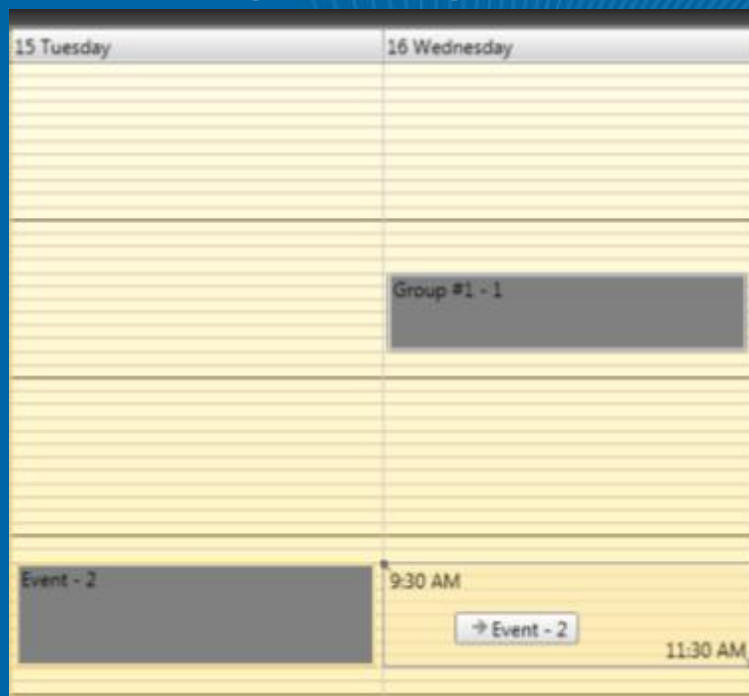 15 Tuesday
16 Wednesday
Group #1 - 1
Event - 2
9:30 AM
Event - 2
11:30 AM